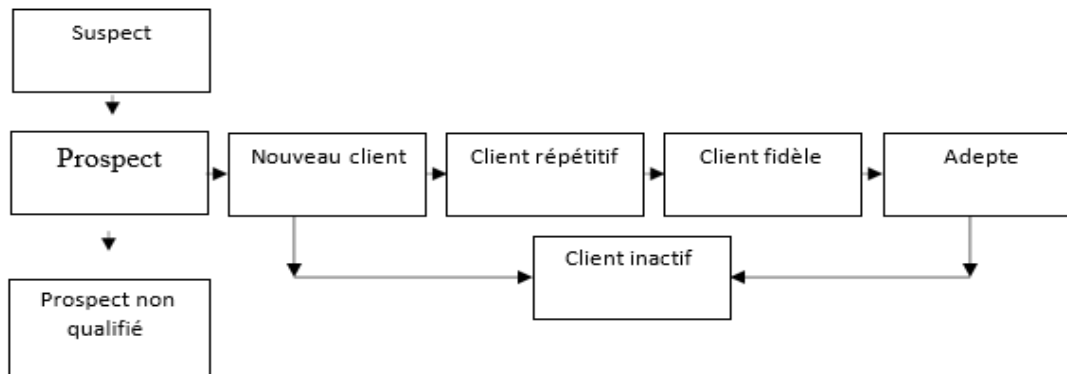 Suspect
Prospect
Nouveau client
Client répétitif
Client fidèle
Adepte
Client inactif
Prospect non
qualifié